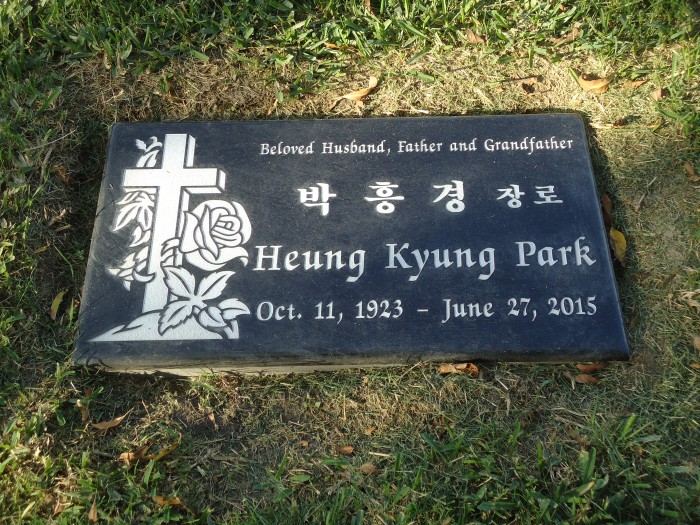 Beloved Husband, Father and Grandfather
박 흥 경 장로
Heung Kyung Park
Oct. 11, 1923 - June 27, 2015